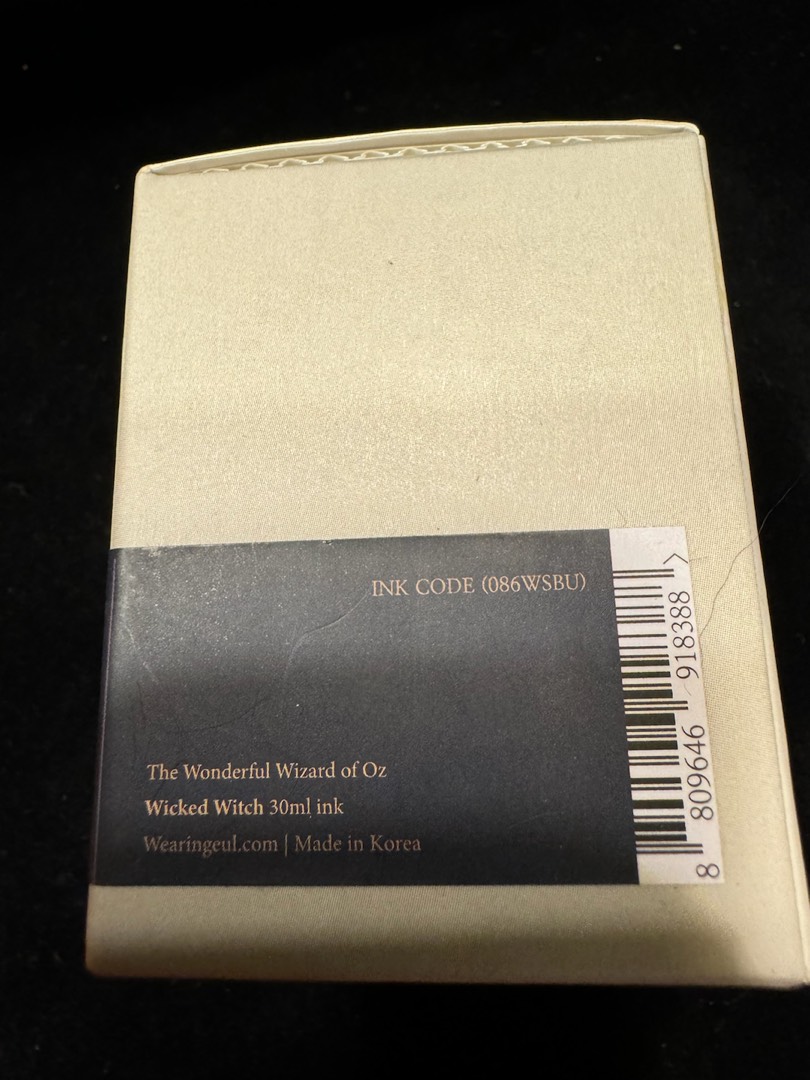 INK CODE (086WSBU)
The Wonderful Wizard of Oz
Wicked Witch 30ml ink
Wearingeul.com | Made in Korea
8 809646 918388 >